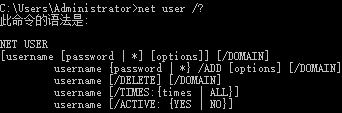 C:\Users\Administrator>net user /?
此命令的语法是:
NET USER
[username [password | *] [options]] [/DOMAIN]
username {password | *} /ADD [options] [/DOMAIN]
username [/DELETE] [/DOMAIN]
username [/TIMES:{times | ALL}]
username [/ACTIVE: {YES | NO}]